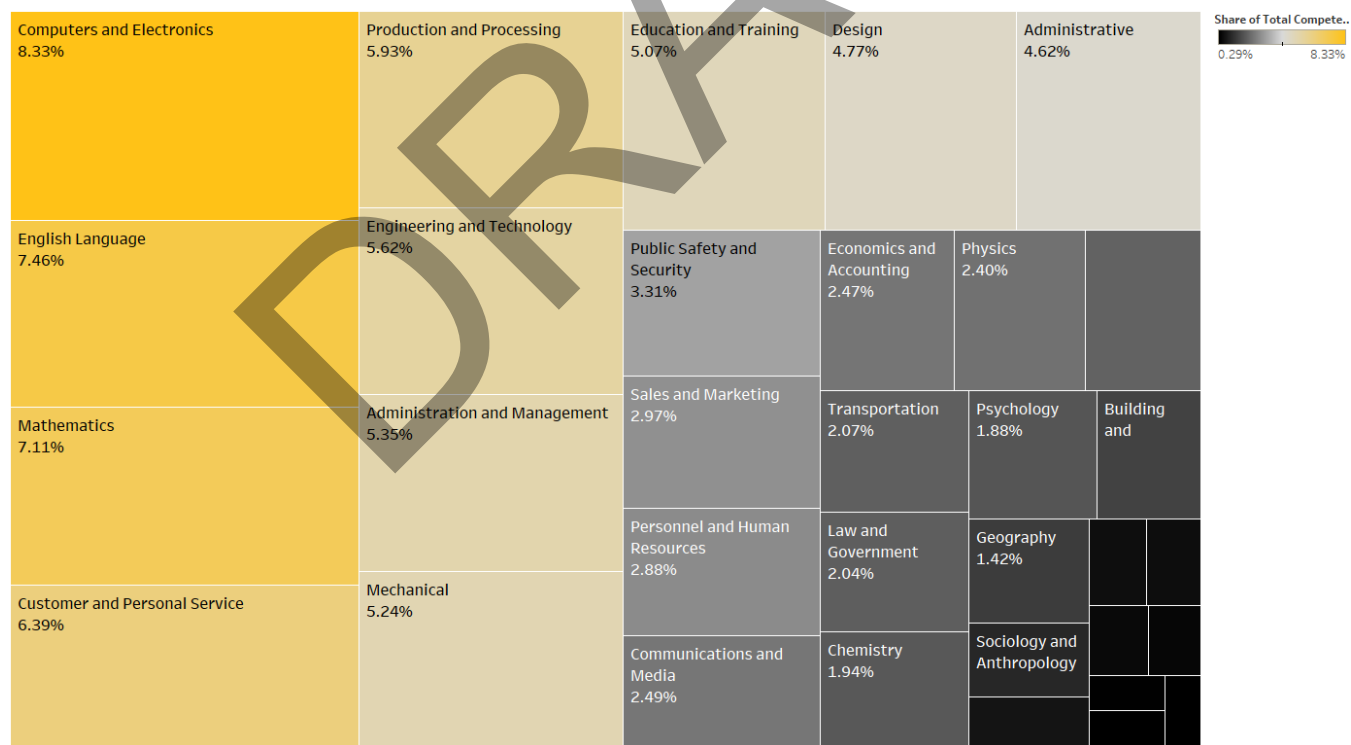 Computers and Electronics
8.33%
English Language
7.46%
Mathematics
7.11%
Customer and Personal Service
6.39%
Production and Processing
5.93%
Engineering and Technology
5.62%
Administration and Management
5.35%
Mechanical
5.24%
Education and Training
5.07%
Design
4.77%
Administrative
4.62%
Public Safety and
Security
3.31%
Sales and Marketing
2.97%
Personnel and Human
Resources
2.88%
Communications and
Media
2.49%
Economics and
Accounting
2.47%
Physics
2.40%
Transportation
2.07%
Law and
Government
2.04%
Chemistry
1.94%
Psychology
1.88%
Building
and
Geography
1.42%
Sociology and
Anthropology
Share of Total Compete..
0.29%
8.33%
DRA